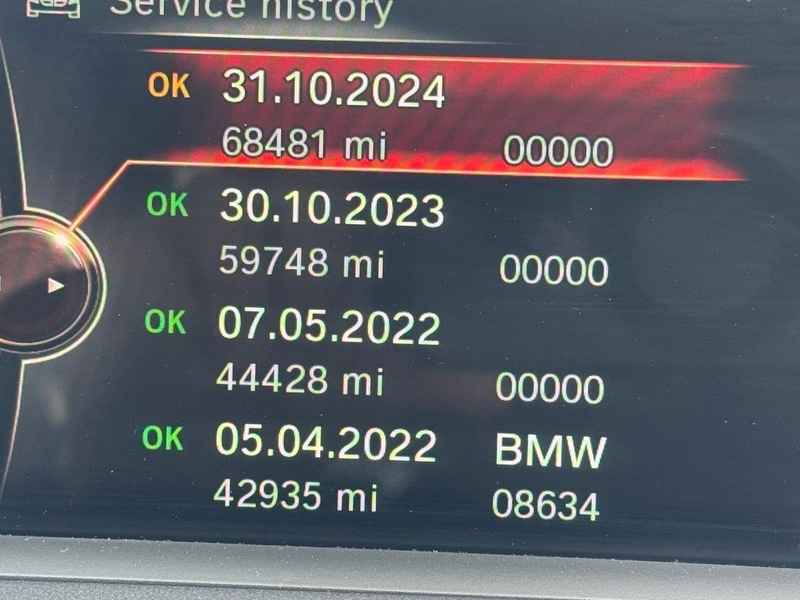 Service history
OK 31.10.2024
68481 mi 00000
OK 30.10.2023
59748 mi 00000
OK 07.05.2022
44428 mi 00000
OK 05.04.2022 BMW
42935 mi 08634